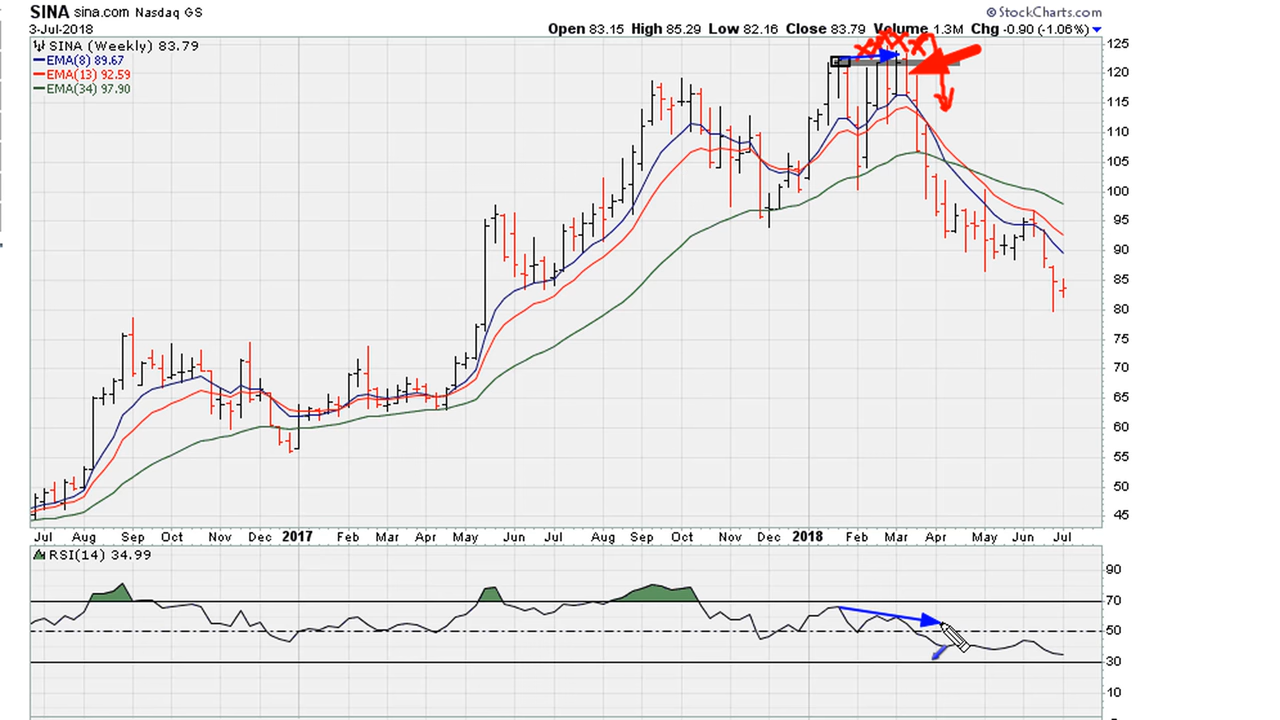 SINA sina.com Nasdaq GS © StockCharts.com
3-Jul-2018 Open 83.15 High 85.29 Low 82.16 Close 83.79 Volume 1.3M Chg -0.90 (-1.06%)
SINA (Weekly) 83.79
EMA(8) 89.67
EMA(13) 92.59
EMA(34) 97.90
125
120
115
110
105
100
95
90
85
80
75
70
65
60
55
50
45
Jul Aug Sep Oct Nov Dec 2017 Feb Mar Apr May Jun Jul Aug Sep Oct Nov Dec 2018 Feb Mar Apr May Jun Jul
RSI(14) 34.99
90
70
50
30
10